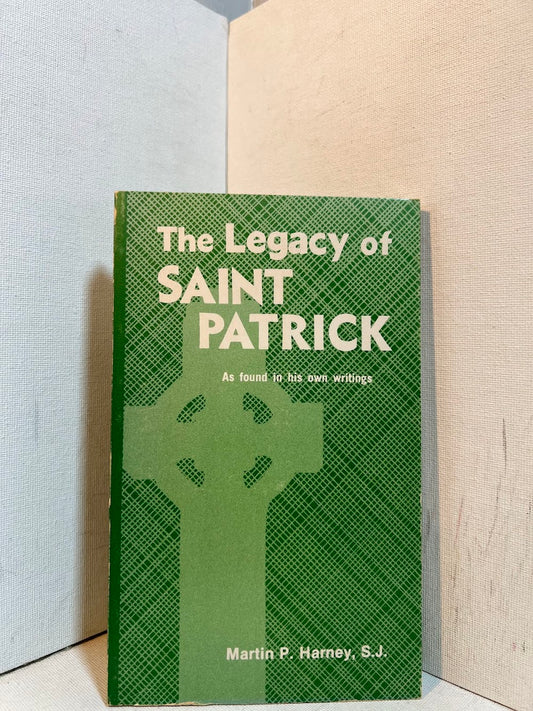 The Legacy of
SAINT
PATRICK
As found in his own writings
Martin P. Harney, S.J.